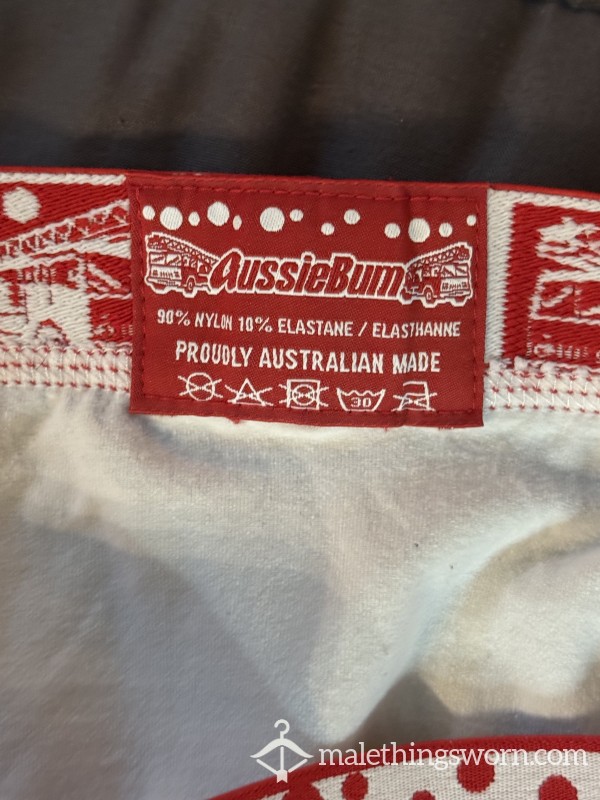 AussieBum
90% NYLON 10% ELASTANE / ELASTHANNE
PROUDLY AUSTRALIAN MADE
30
malethingsworn.com